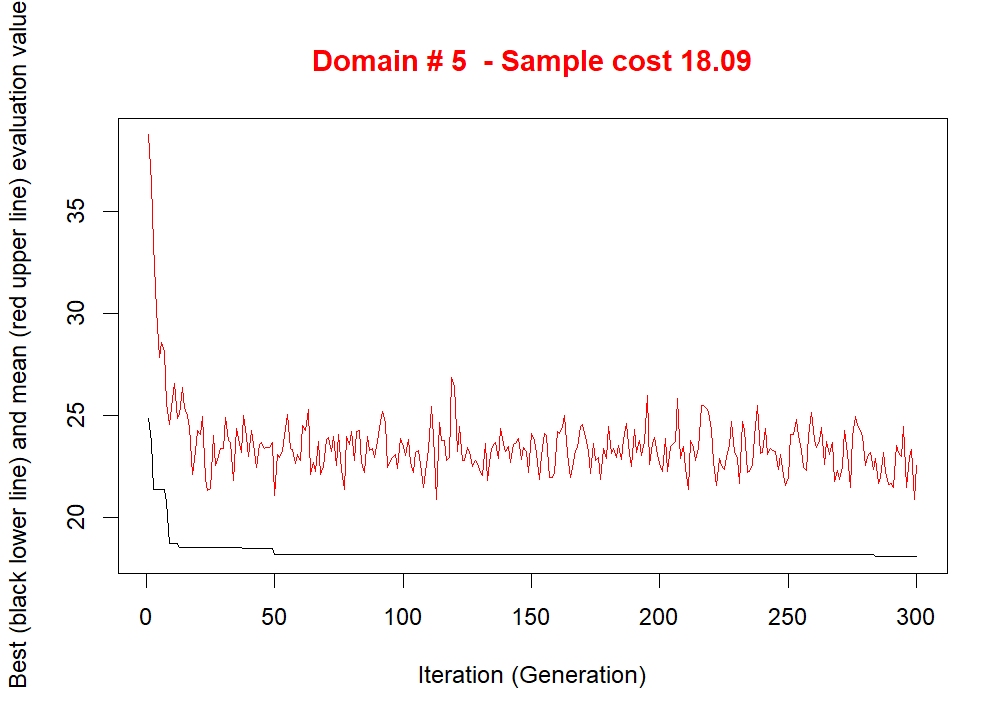 Domain # 5  - Sample cost 18.09
Best (black lower line) and mean (red upper line) evaluation value
35
30
25
20
0 50 100 150 200 250 300
Iteration (Generation)